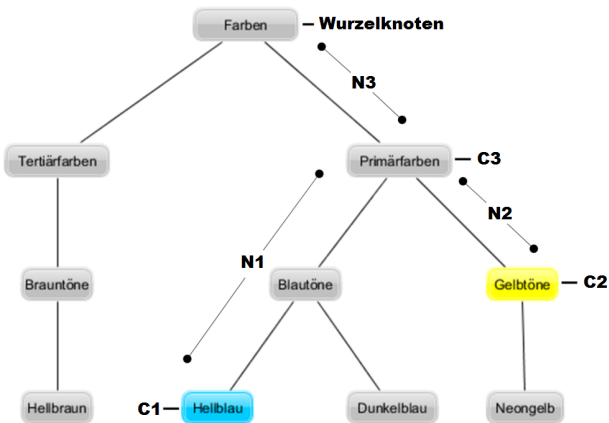 Farben
Wurzelknoten
N3
Tertiärfarben
Primärfarben
C3
N2
N1
Brauntöne
Blautöne
Gelbtöne
C2
Hellbraun
C1
Hellblau
Dunkelblau
Neongelb